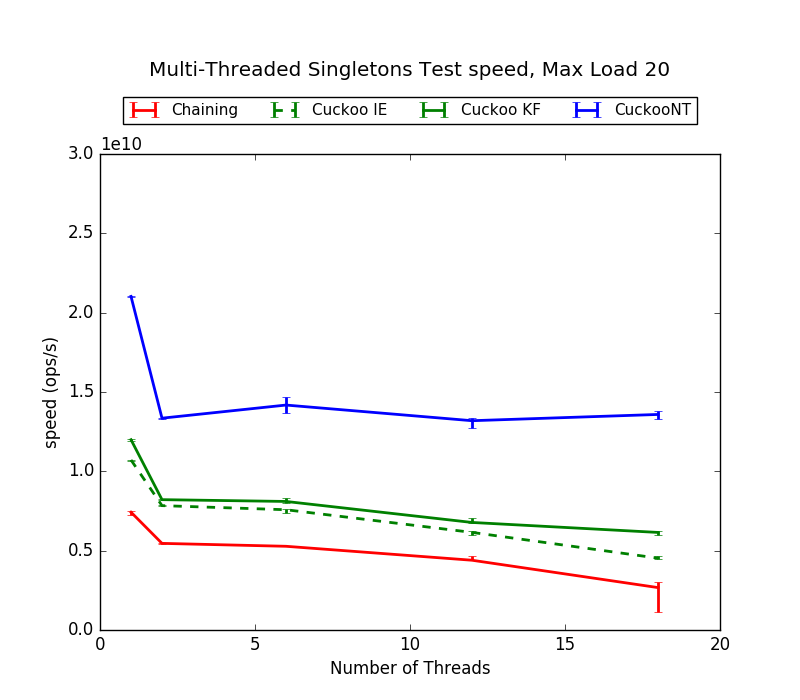 Multi-Threaded Singletons Test speed, Max Load 20
Chaining Cuckoo IE Cuckoo KF CuckooNT
1e10
3.0
2.5
2.0
1.5
1.0
0.5
0.0
speed (ops/s)
0 5 10 15 20
Number of Threads